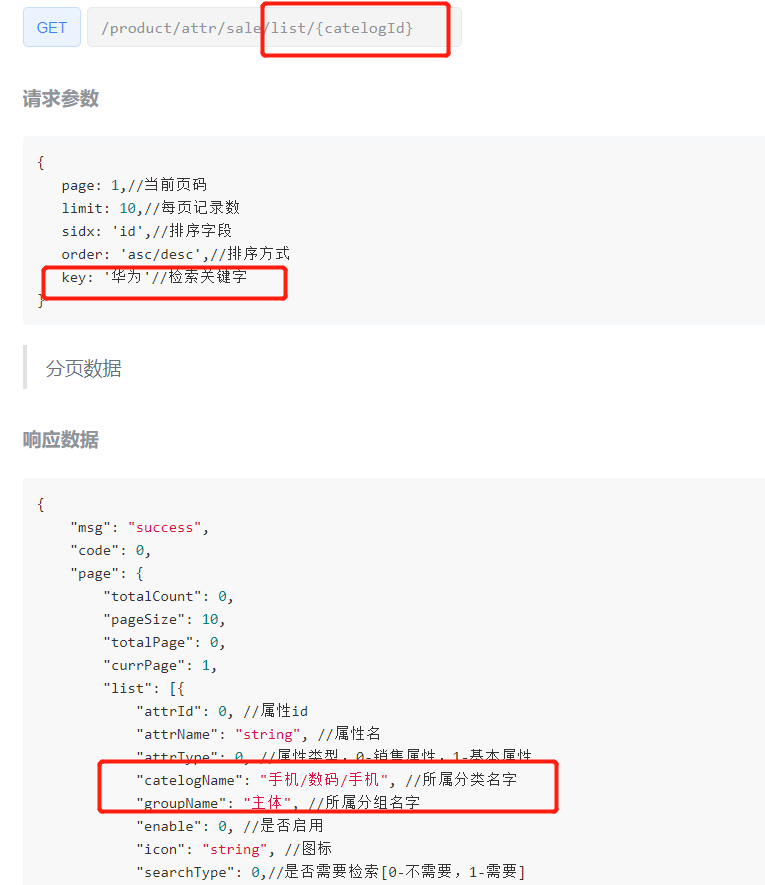 GET /product/attr/sale/list/{catelogId}
请求参数
{
page: 1,//当前页码
limit: 10,//每页记录数
sidx: 'id',//排序字段
order: 'asc/desc',//排序方式
key: '华为'//检索关键字
}
分页数据
响应数据
{
"msg": "success",
"code": 0,
"page": {
"totalCount": 0,
"pageSize": 10,
"totalPage": 0,
"currPage": 1,
"list": [{
"attrId": 0, //属性id
"attrName": "string", //属性名
"attrType": 0, //属性类型，0-销售属性，1-基本属性
"catelogName": "手机/数码/手机", //所属分类名字
"groupName": "主体", //所属分组名字
"enable": 0, //是否启用
"icon": "string", //图标
"searchType": 0,//是否需要检索[0-不需要，1-需要]